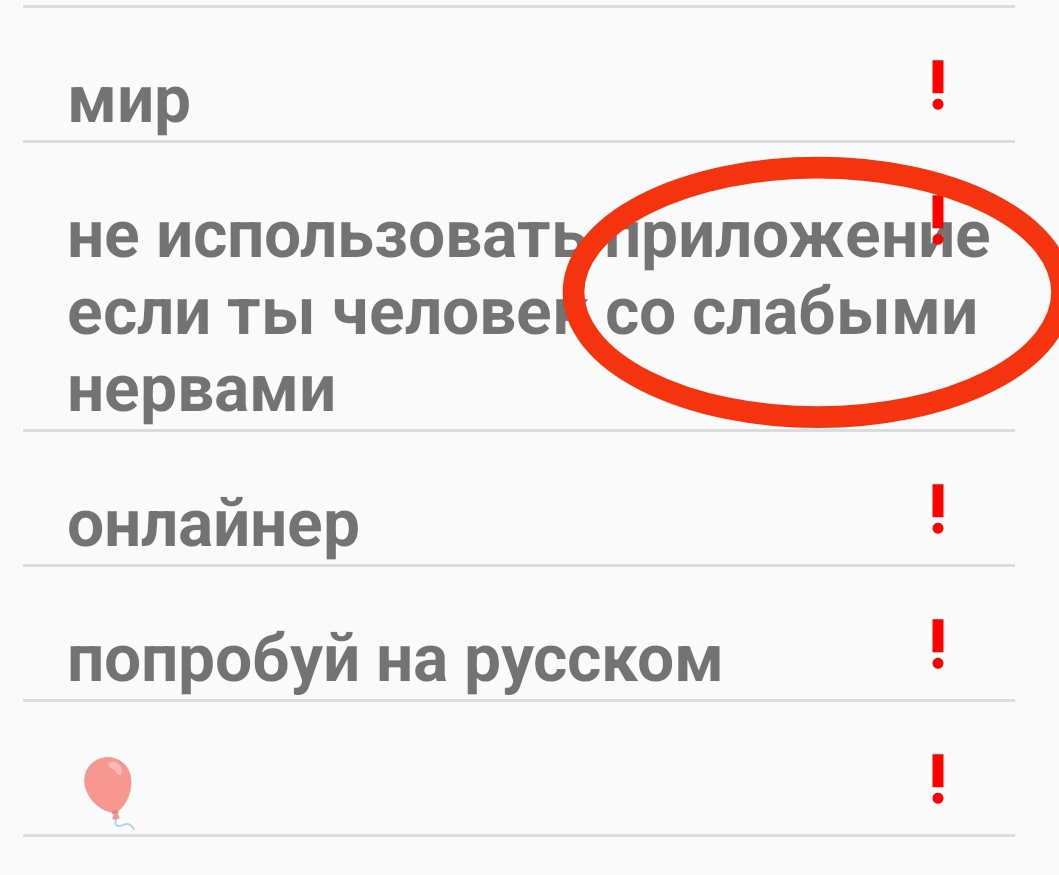 мир !
не использовать приложение !
если ты человек со слабыми
нервами
онлайнер !
попробуй на русском !
🎈 !